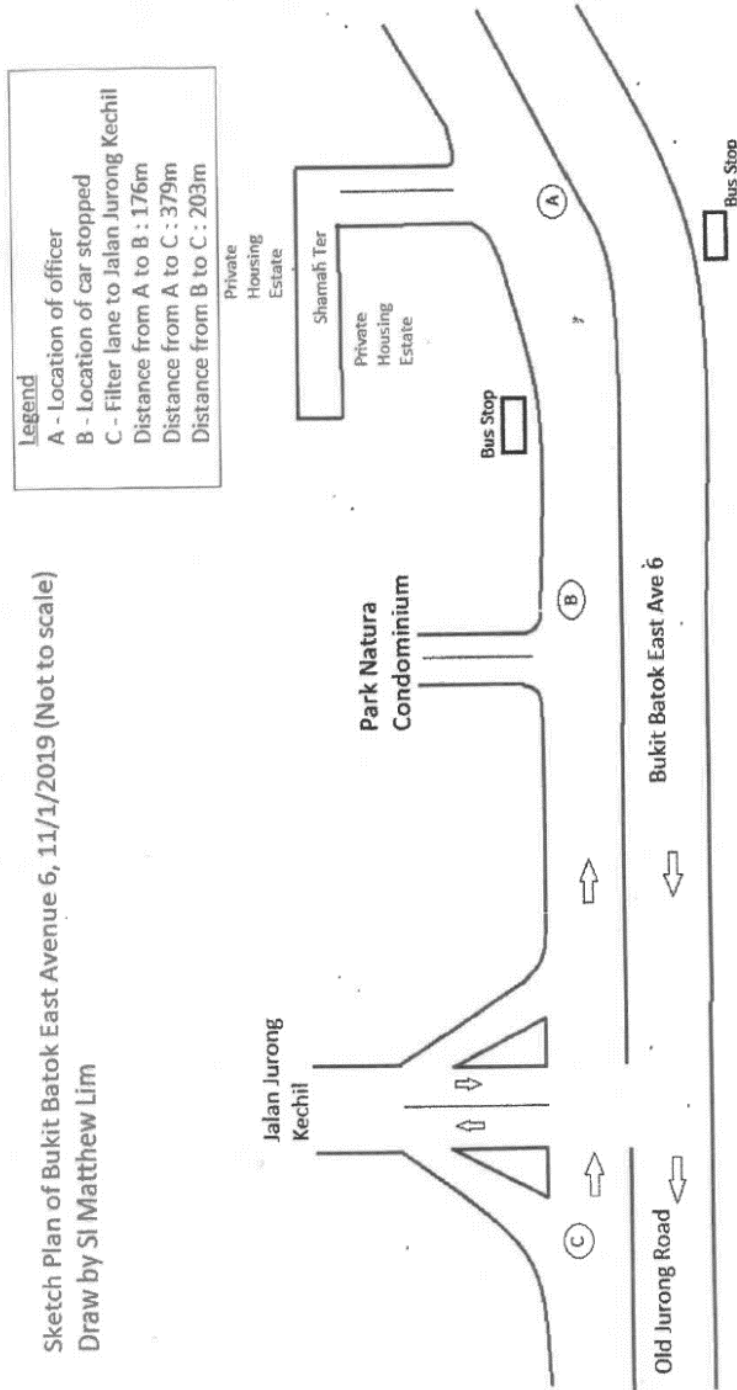 Sketch Plan of Bukit Batok East Avenue 6, 11/1/2019 (Not to scale)
Draw by SI Matthew Lim
Legend
A - Location of officer
B - Location of car stopped
C - Filter lane to Jalan Jurong Kechil
Distance from A to B : 176m
Distance from A to C : 379m
Distance from B to C : 203m
Jalan Jurong
Kechil
Park Natura
Condominium
Private
Housing
Estate
Shamah Ter
Private
Housing
Estate
Bus Stop
C
B
A
Old Jurong Road
Bukit Batok East Ave 6
Bus Stop